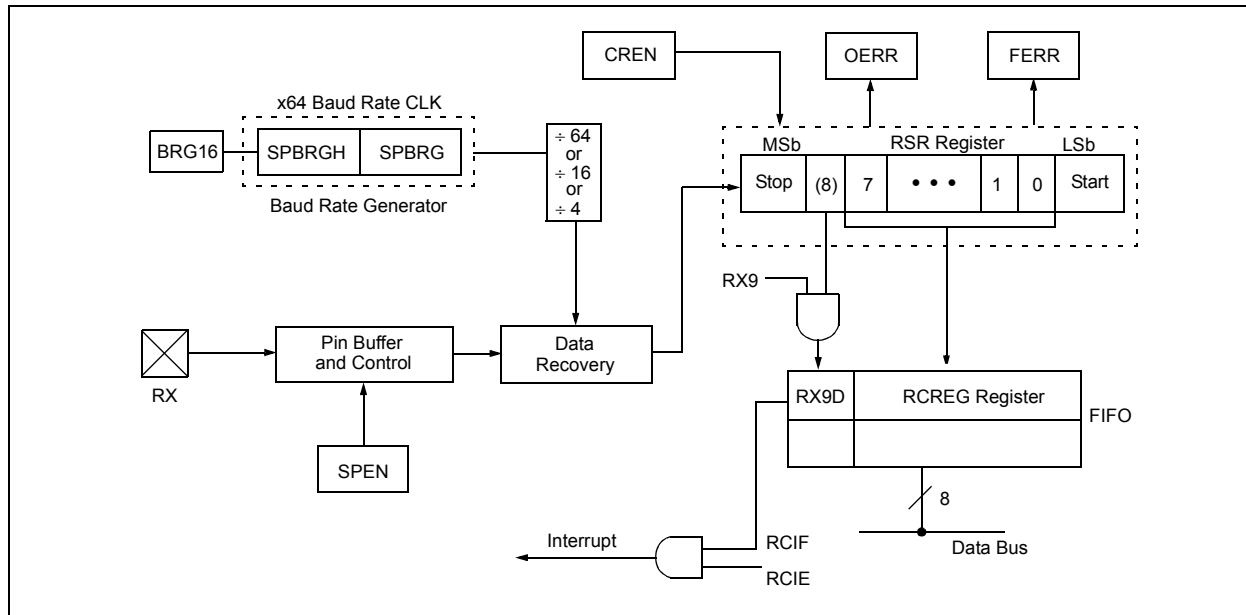 CREN
OERR
FERR
x64 Baud Rate CLK
BRG16
SPBRGH
SPBRG
Baud Rate Generator
÷ 64
or
÷ 16
or
÷ 4
MSb
RSR Register
LSb
Stop
(8)
7
• • •
1
0
Start
RX9
RX
Pin Buffer
and Control
Data
Recovery
SPEN
RX9D
RCREG Register
FIFO
8
Data Bus
Interrupt
RCIF
RCIE